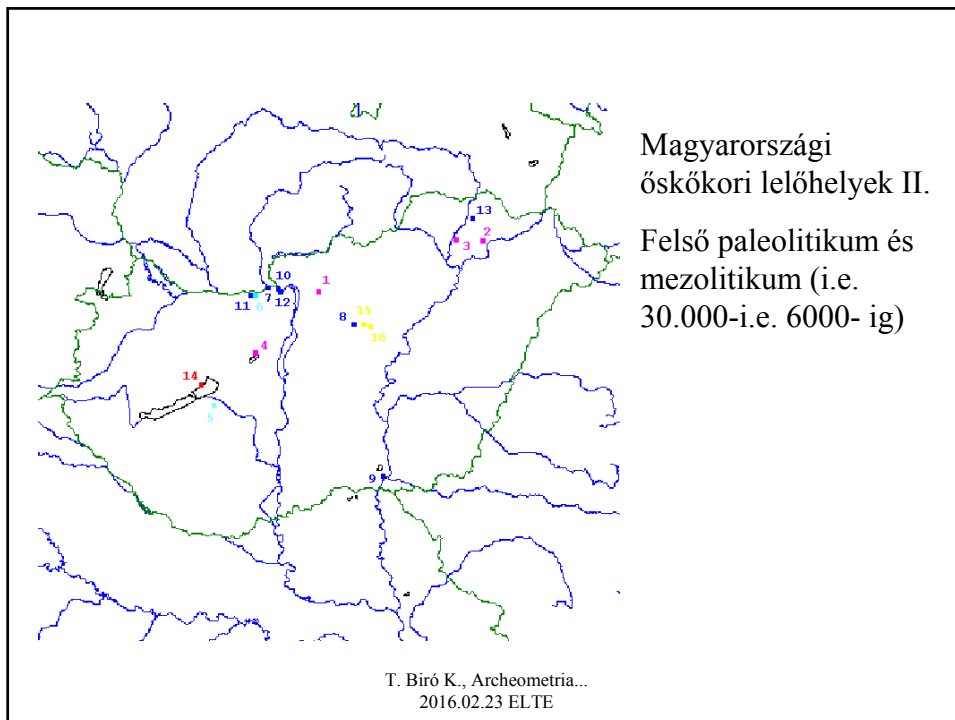 Magyarországi
őskőkori lelőhelyek II.
Felső paleolitikum és
mezolitikum (i.e.
30.000-i.e. 6000- ig)
13
2
3
10
1
7
11
6
12
15
8
16
4
14
5
9
T. Biró K., Archeometria...
2016.02.23 ELTE